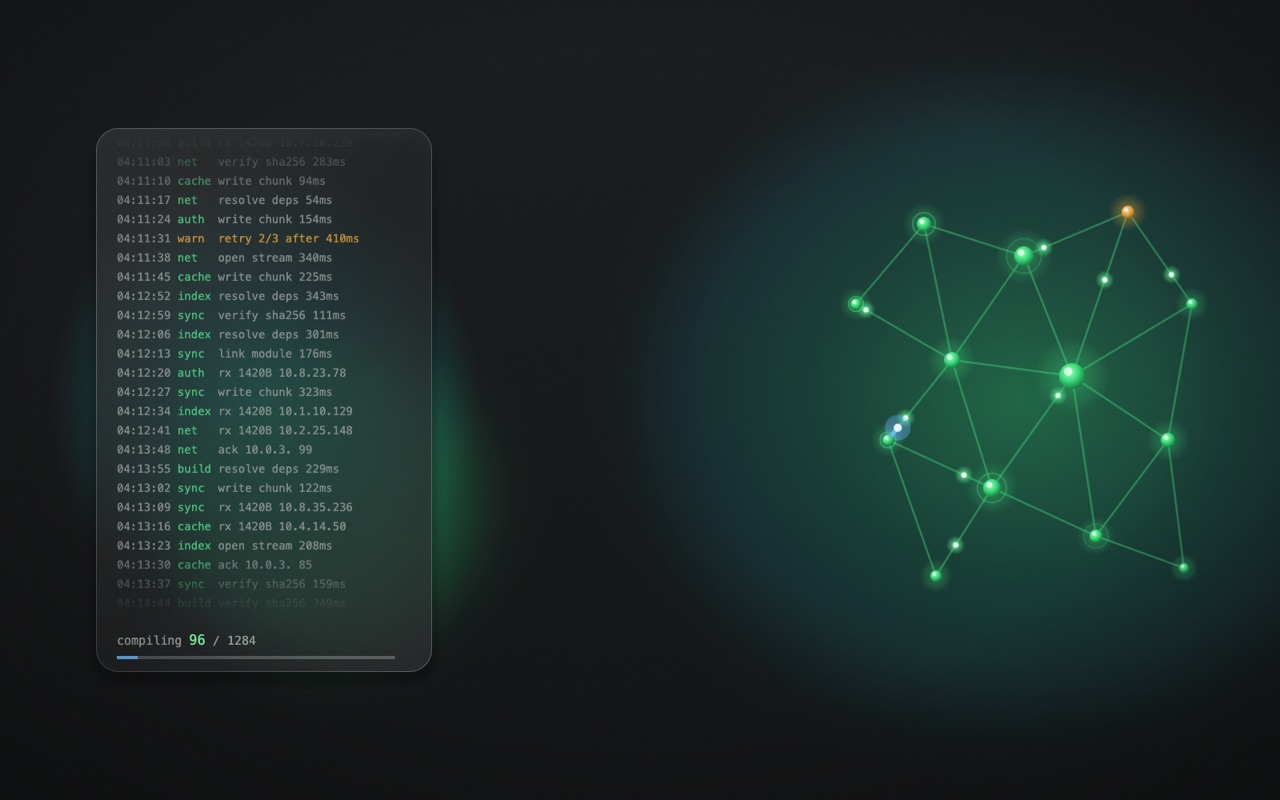 04:11:03 net verify sha256 283ms
04:11:10 cache write chunk 94ms
04:11:17 net resolve deps 54ms
04:11:24 auth write chunk 154ms
04:11:31 warn retry 2/3 after 410ms
04:11:38 net open stream 340ms
04:11:45 cache write chunk 225ms
04:12:52 index resolve deps 343ms
04:12:59 sync verify sha256 111ms
04:12:06 index resolve deps 301ms
04:12:13 sync link module 176ms
04:12:20 auth rx 1420B 10.8.23.78
04:12:27 sync write chunk 323ms
04:12:34 index rx 1420B 10.1.10.129
04:12:41 net rx 1420B 10.2.25.148
04:13:48 net ack 10.0.3. 99
04:13:55 build resolve deps 229ms
04:13:02 sync write chunk 122ms
04:13:09 sync rx 1420B 10.8.35.236
04:13:16 cache rx 1420B 10.4.14.50
04:13:23 index open stream 208ms
04:13:30 cache ack 10.0.3. 85
04:13:37 sync verify sha256 159ms
04:14:44 build verify sha256 349ms
compiling 96 / 1284